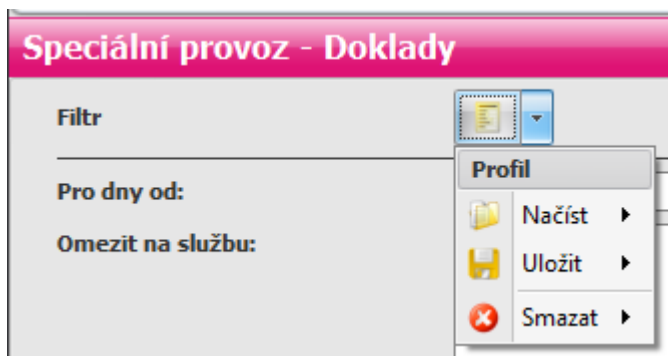 Speciální provoz - Doklady
Filtr
Profil
Pro dny od:
Načíst
Omezit na službu:
Uložit
Smazat